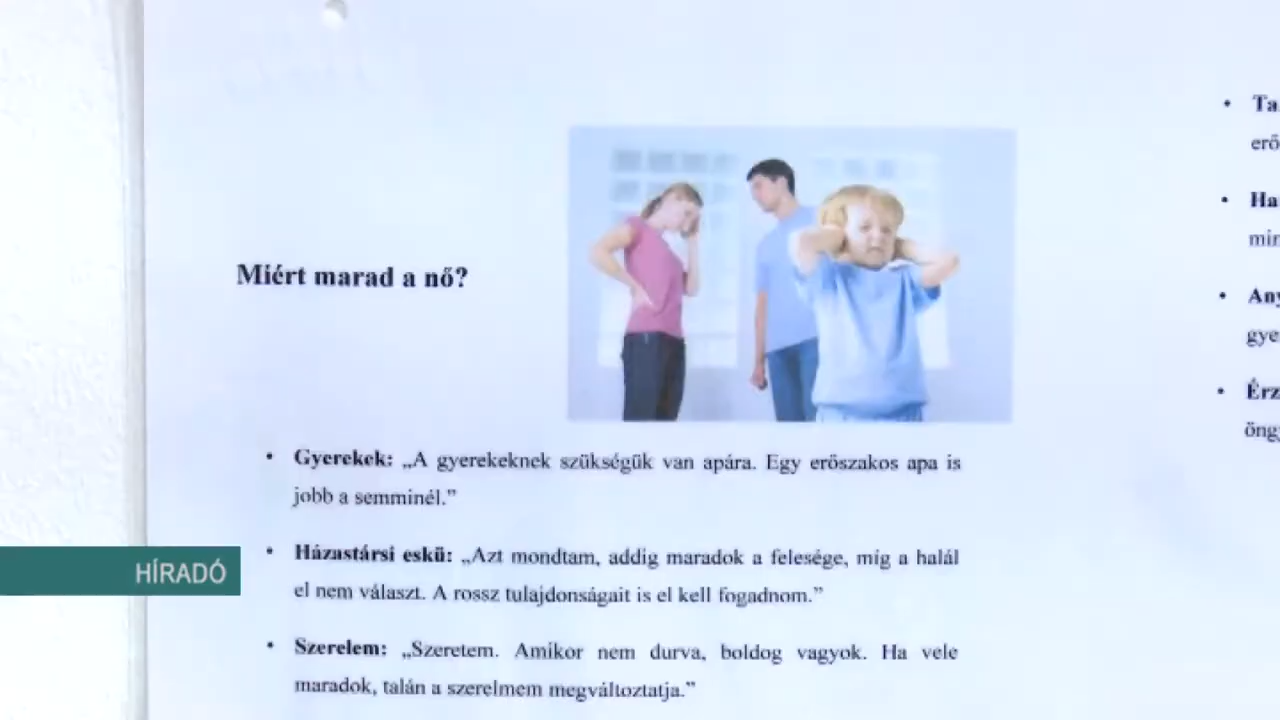 Miért marad a nő?
• Gyerekek: „A gyerekeknek szükségük van apára. Egy erőszakos apa is
jobb a semminél.”
• Házastársi eskü: „Azt mondtam, addig maradok a felesége, míg a halál
el nem választ. A rossz tulajdonságait is el kell fogadnom.”
• Szerelem: „Szeretem. Amikor nem durva, boldog vagyok. Ha vele
maradok, talán a szerelmem megváltoztatja.”
HÍRADÓ